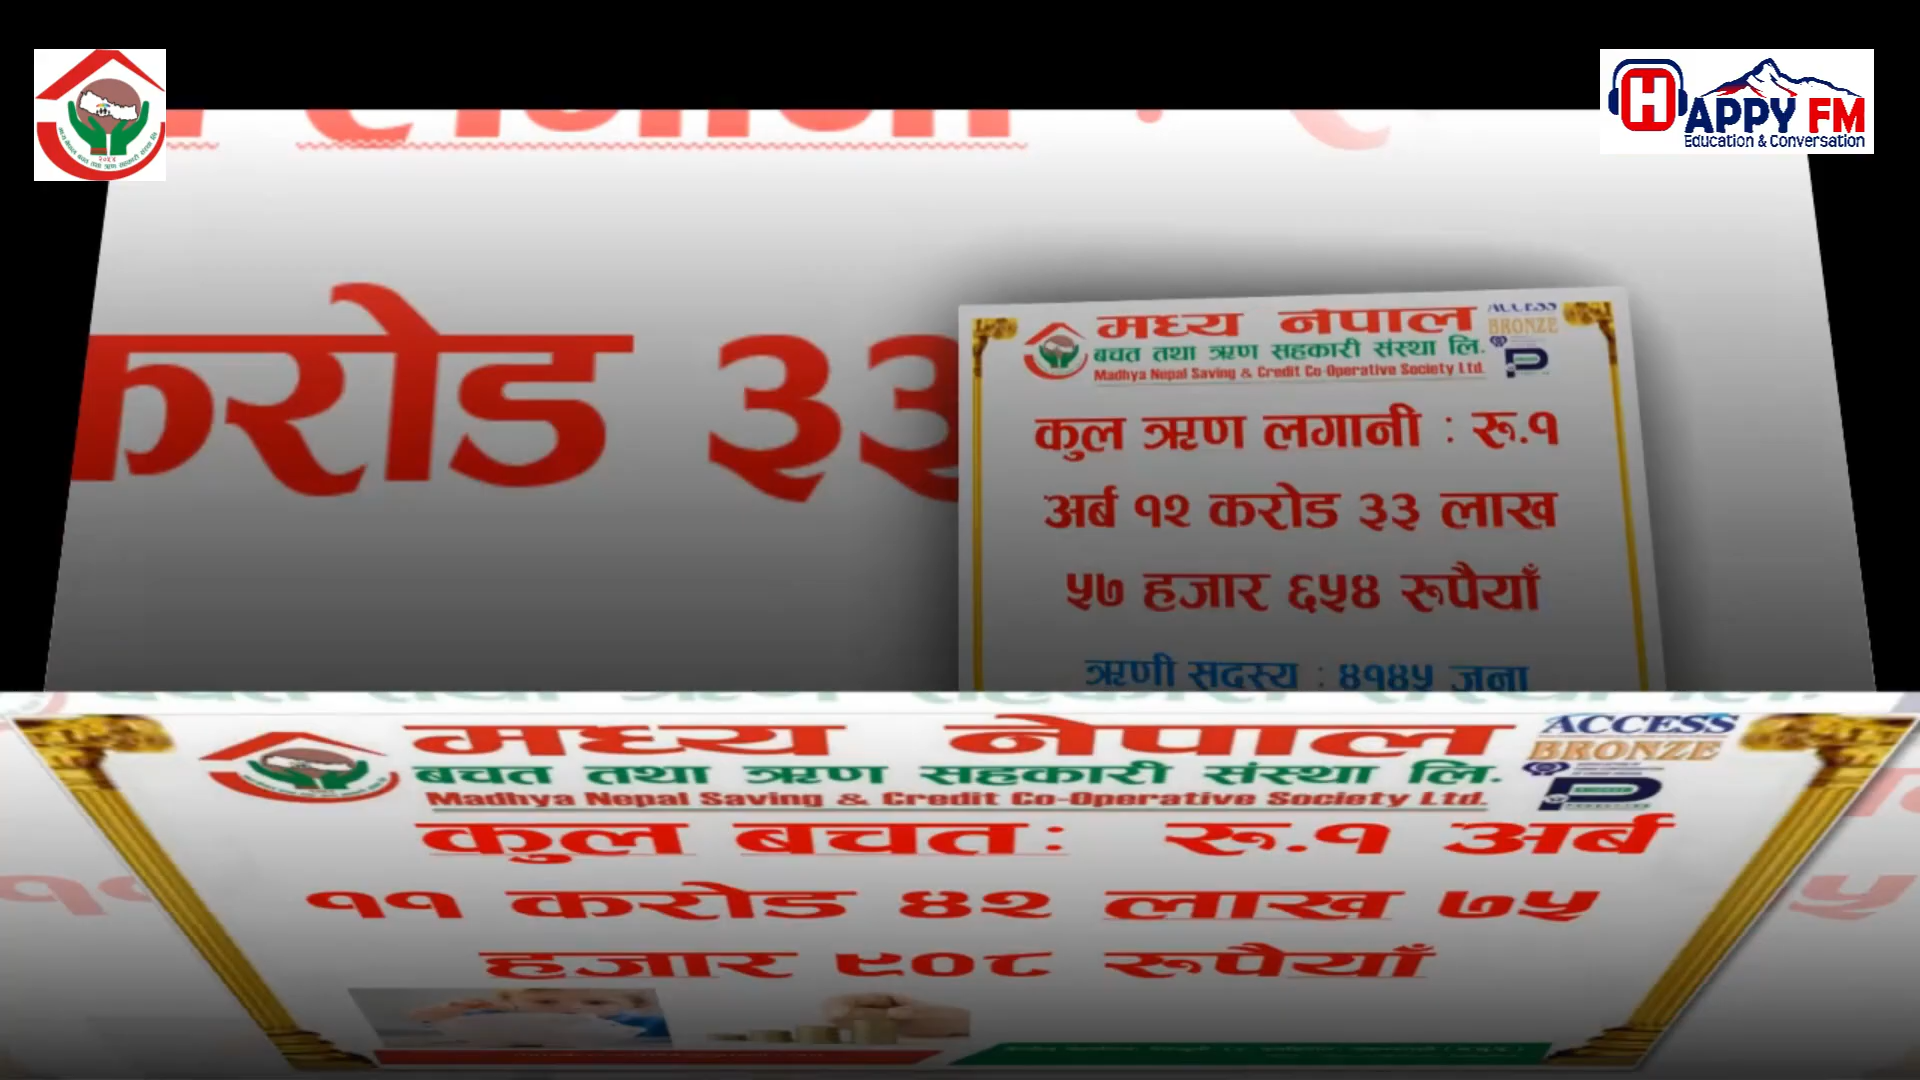 HAPPY FM
Education & Conversation
करोड ३३
मध्य नेपाल
बचत तथा ऋण सहकारी संस्था लि.
Madhya Nepal Saving & Credit Co-Operative Society Ltd.
ACCESS
BRONZE
कुल ऋण लगानी : रू.१
अर्ब १२ करोड ३३ लाख
५७ हजार ६५४ रूपैयाँ
ऋणी सदस्य : ४१४५ जना
मध्य नेपाल
बचत तथा ऋण सहकारी संस्था लि.
Madhya Nepal Saving & Credit Co-Operative Society Ltd.
ACCESS
BRONZE
कुल बचत: रू.१ अर्ब
११ करोड ४२ लाख ७५
हजार ९०८ रूपैयाँ